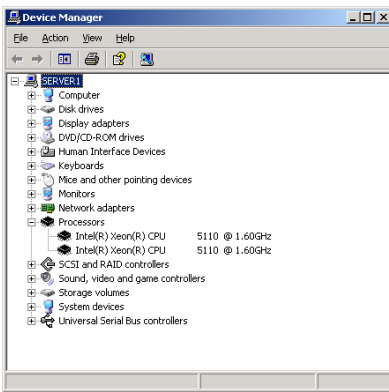 Device Manager
File Action View Help
SERVER1
Computer
Disk drives
Display adapters
DVD/CD-ROM drives
Human Interface Devices
Keyboards
Mice and other pointing devices
Monitors
Network adapters
Processors
Intel(R) Xeon(R) CPU 5110 @ 1.60GHz
Intel(R) Xeon(R) CPU 5110 @ 1.60GHz
SCSI and RAID controllers
Sound, video and game controllers
Storage volumes
System devices
Universal Serial Bus controllers